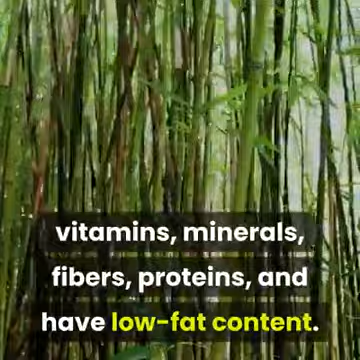 vitamins, minerals,
fibers, proteins, and
have low-fat content.